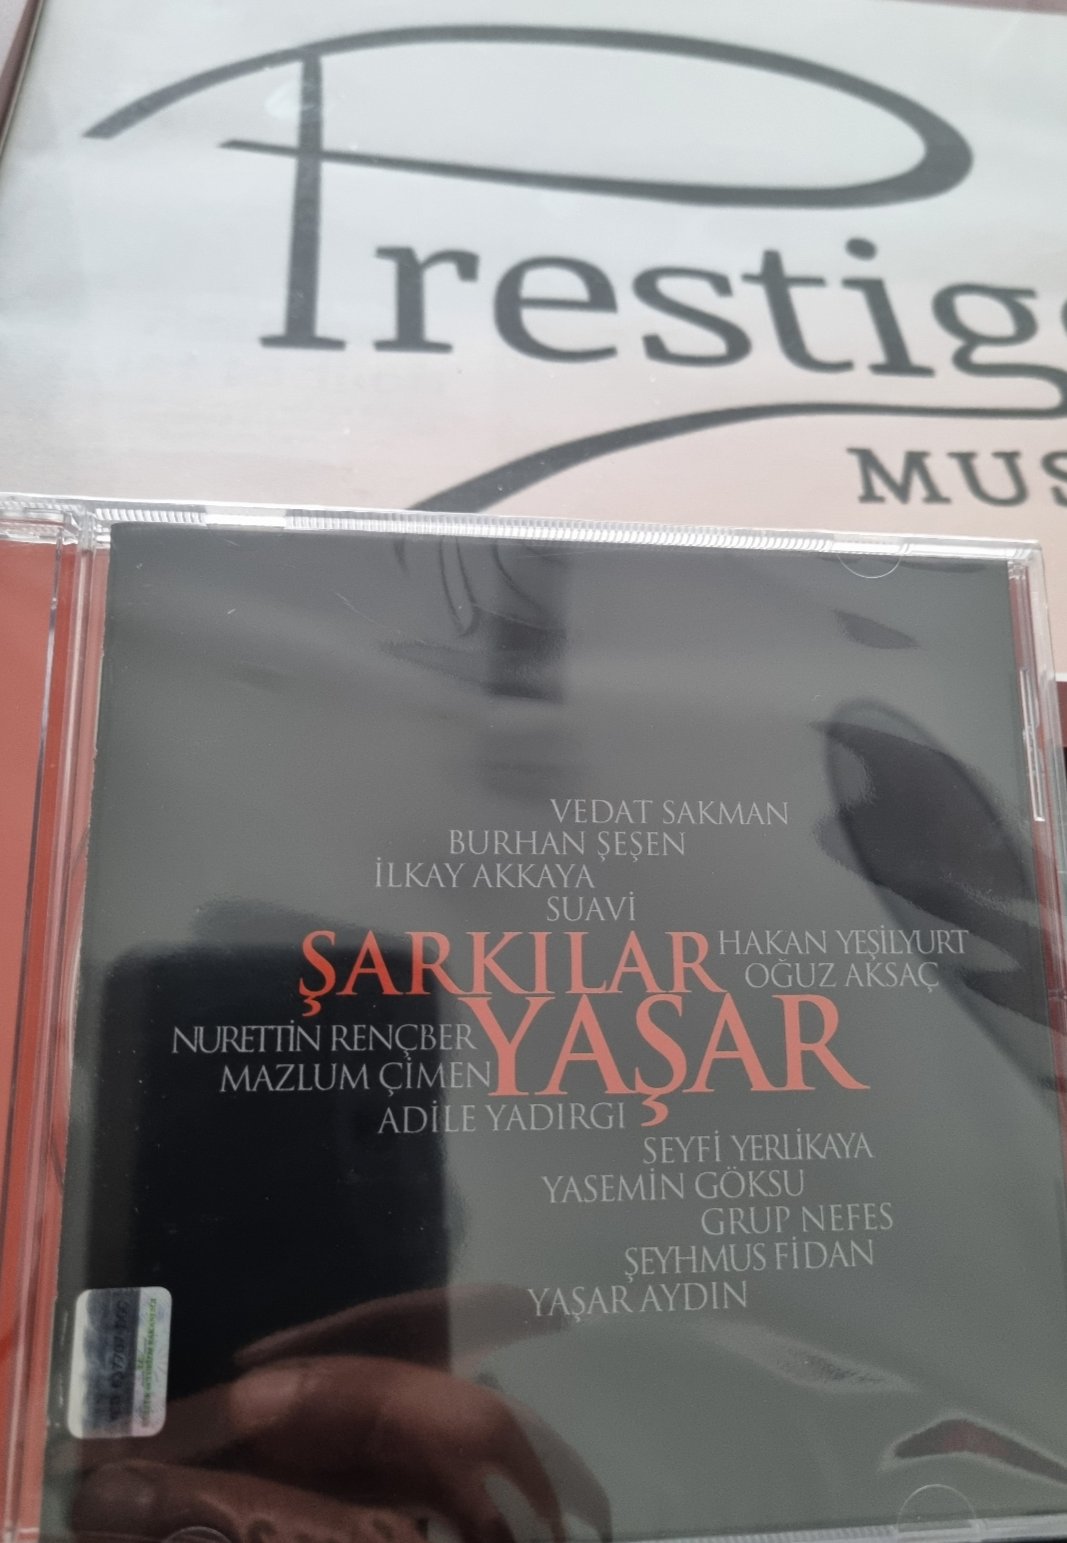 Prestige
MUS
VEDAT SAKMAN
BURHAN ŞEŞEN
İLKAY AKKAYA
SUAVİ
ŞARKILAR
HAKAN YEŞİLYURT
OĞUZ AKSAÇ
YAŞAR
NURETTİN RENÇBER
MAZLUM ÇİMEN
ADİLE YADIRGI
SEYFİ YERLİKAYA
YASEMİN GÖKSU
GRUP NEFES
ŞEYHMUS FİDAN
YAŞAR AYDIN